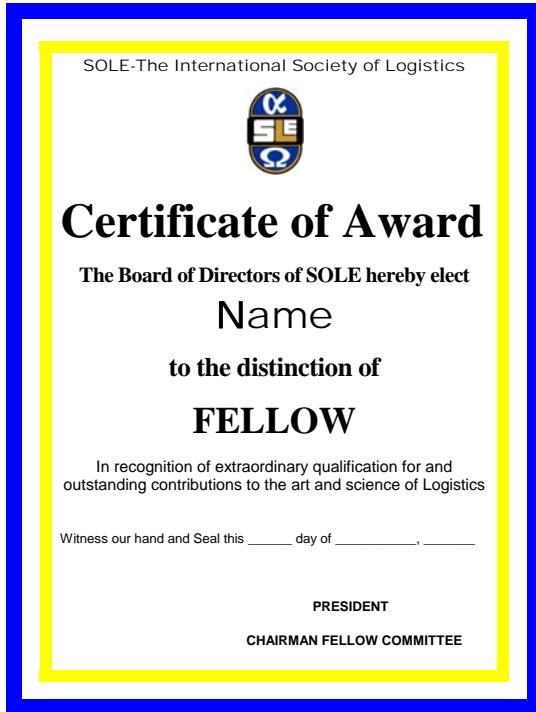 SOLE-The International Society of Logistics
α
SLE
Ω
Certificate of Award
The Board of Directors of SOLE hereby elect
Name
to the distinction of
FELLOW
In recognition of extraordinary qualification for and
outstanding contributions to the art and science of Logistics
Witness our hand and Seal this ______ day of ___________, _______
PRESIDENT
CHAIRMAN FELLOW COMMITTEE